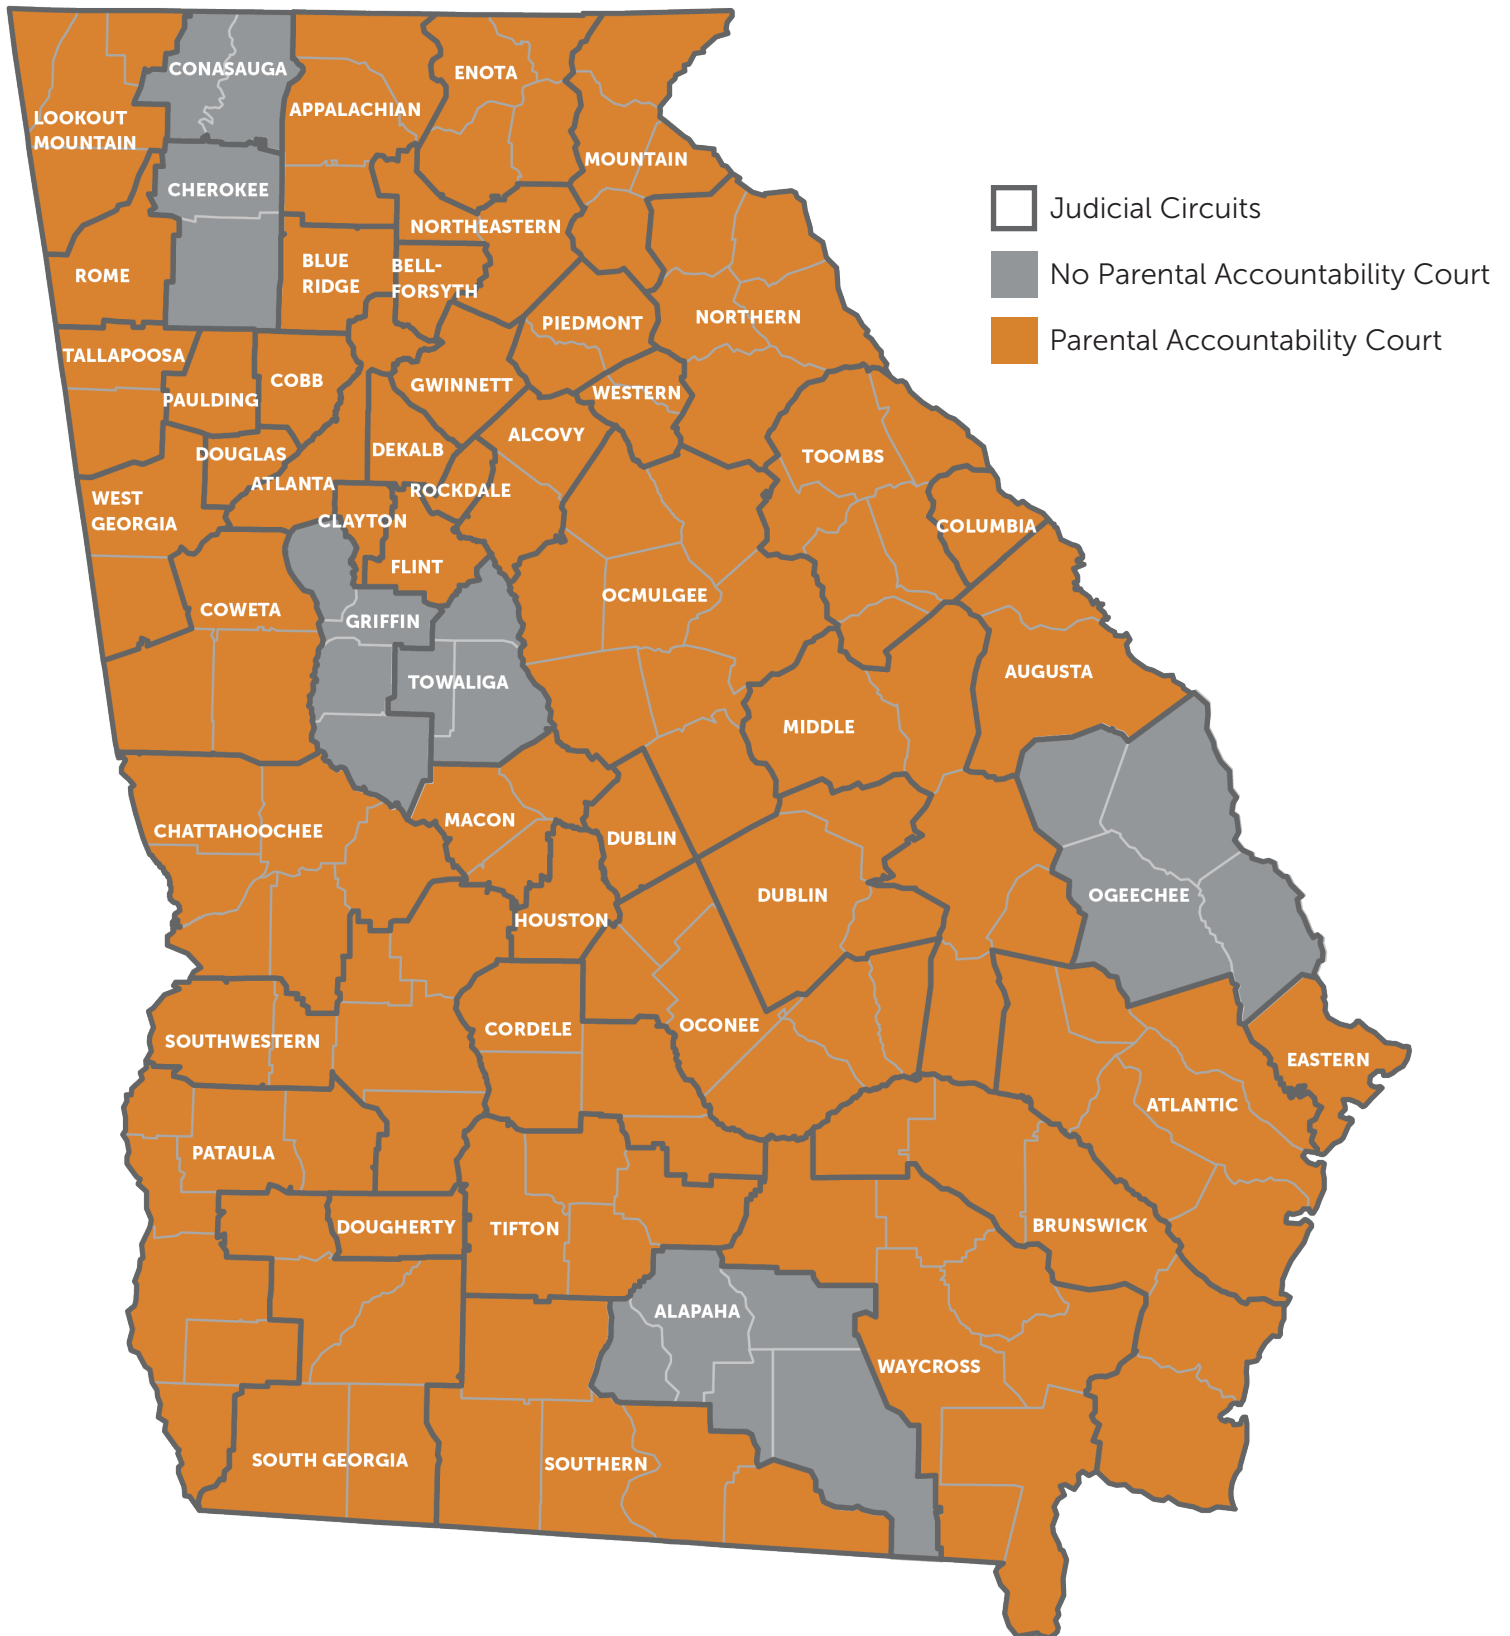 CONASAUGA
ENOTA
LOOKOUT
MOUNTAIN
APPALACHIAN
MOUNTAIN
CHEROKEE
NORTHEASTERN
ROME
BLUE
RIDGE
BELL-
FORSYTH
PIEDMONT
NORTHERN
TALLAPOOSA
PAULDING
COBB
GWINNETT
WESTERN
DOUGLAS
DEKALB
ALCOVY
TOOMBS
ATLANTA
ROCKDALE
WEST
GEORGIA
CLAYTON
COLUMBIA
FLINT
COWETA
GRIFFIN
OCMULGEE
TOWALIGA
AUGUSTA
MIDDLE
CHATTAHOOCHEE
MACON
DUBLIN
DUBLIN
OGEECHEE
HOUSTON
SOUTHWESTERN
CORDELE
OCONEE
EASTERN
ATLANTIC
PATAULA
DOUGHERTY
TIFTON
BRUNSWICK
ALAPAHA
WAYCROSS
SOUTH GEORGIA
SOUTHERN
Judicial Circuits
No Parental Accountability Court
Parental Accountability Court